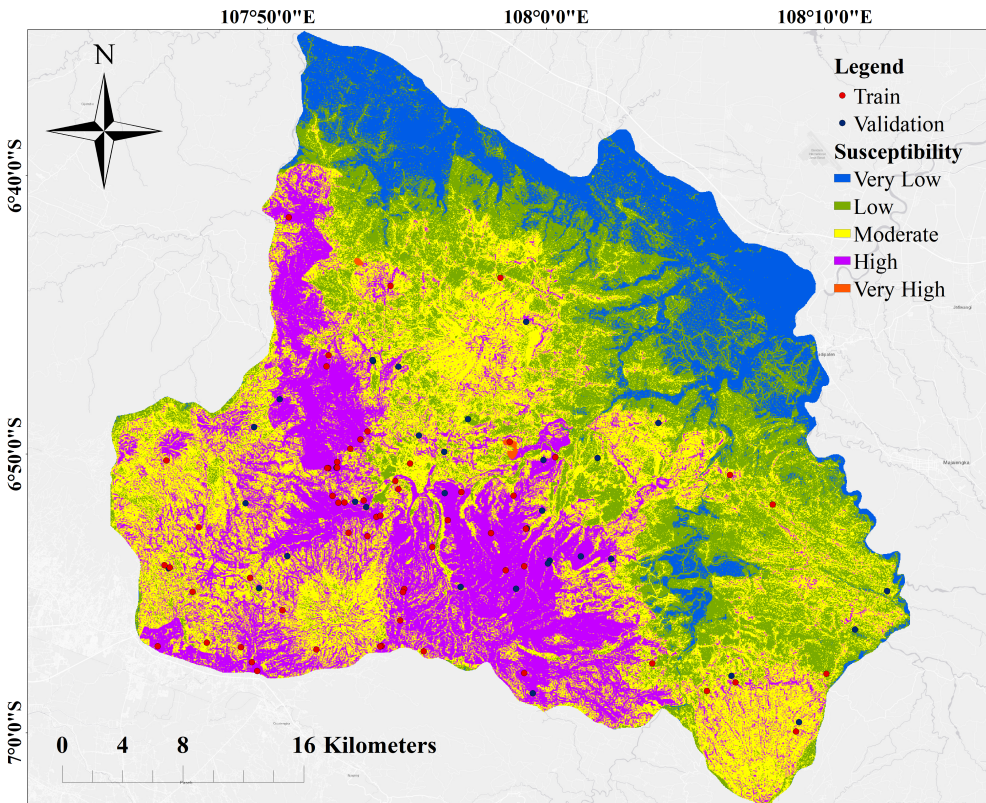 107°50'0"E 108°0'0"E 108°10'0"E
N
Legend
Train
Validation
Susceptibility
Very Low
Low
Moderate
High
Very High
6°40'0"S
6°50'0"S
7°0'0"S
0 4 8 16 Kilometers